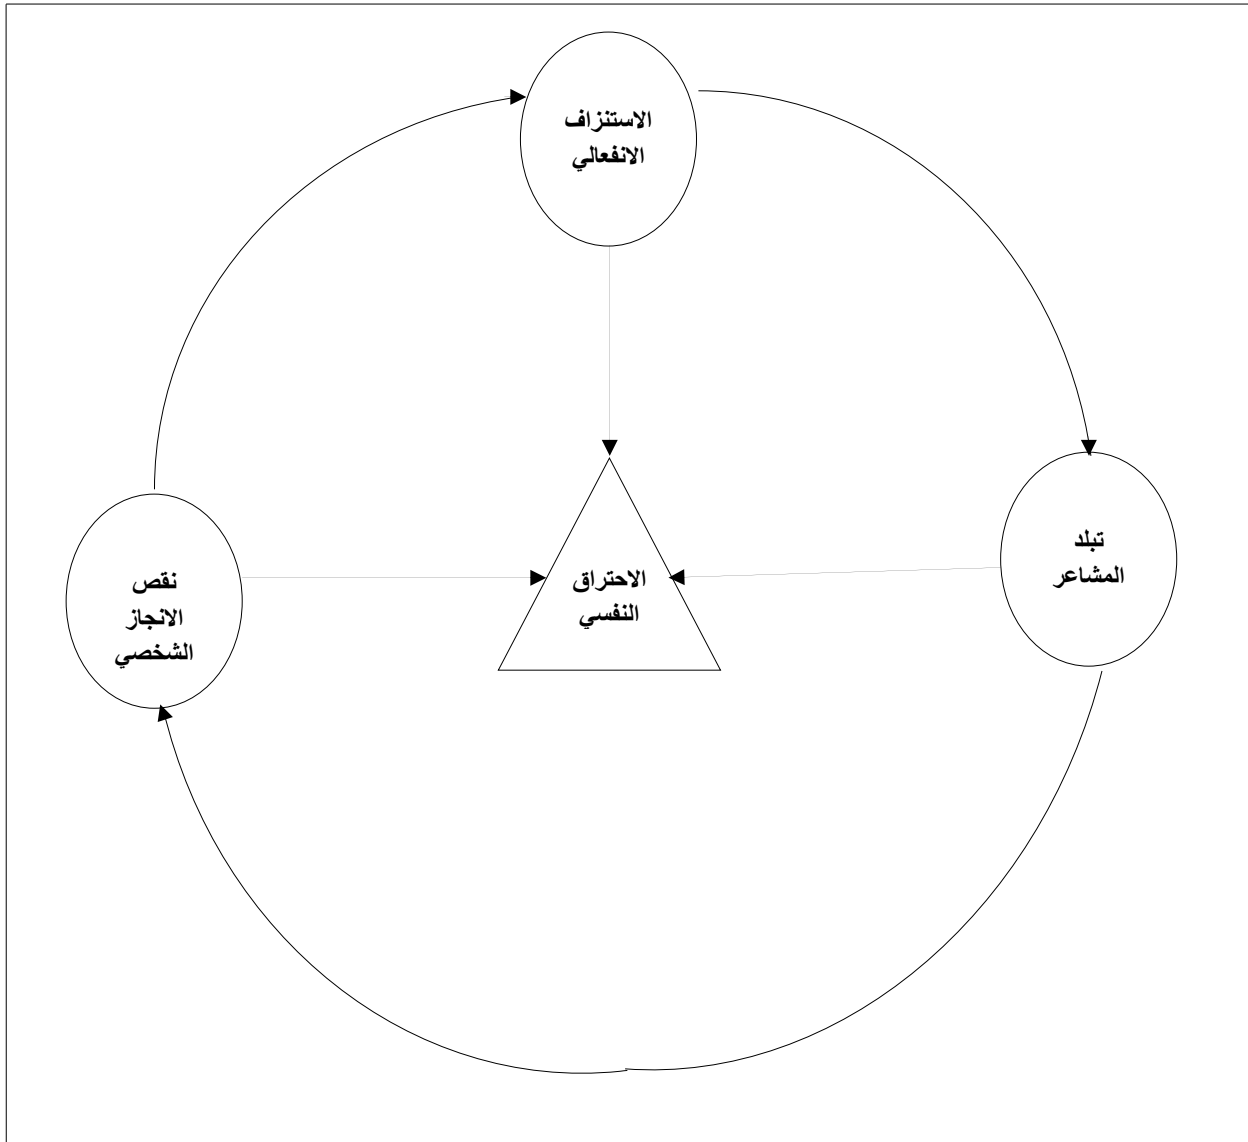 الاستنزاف
الانفعالي
تبلد
المشاعر
الاحتراق
النفسي
نقص
الانجاز
الشخصي